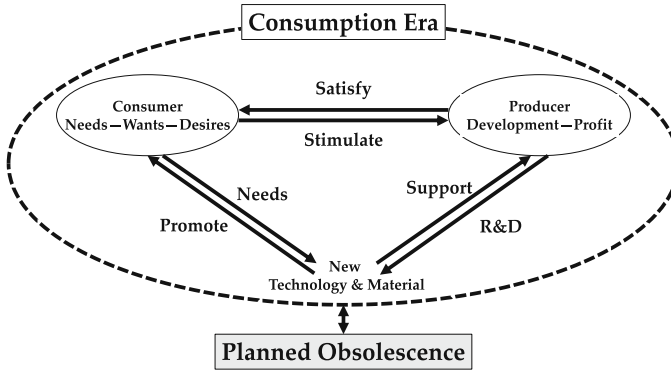 Consumption Era
Satisfy
Consumer
Needs—Wants—Desires
Producer
Development—Profit
Stimulate
Needs
Support
Promote
R&D
New
Technology & Material
Planned Obsolescence